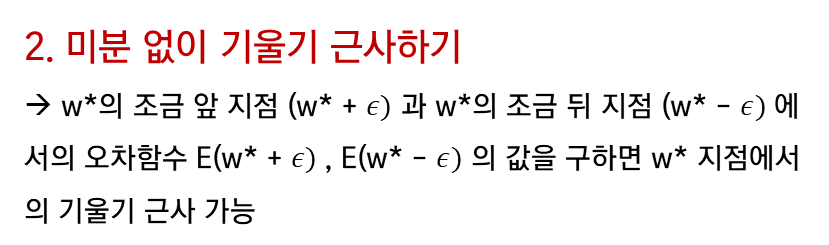 2. 미분 없이 기울기 근사하기
→ w*의 조금 앞 지점 (w* + ϵ) 과 w*의 조금 뒤 지점 (w* - ϵ) 에
서의 오차함수 E(w* + ϵ) , E(w* - ϵ) 의 값을 구하면 w* 지점에서
의 기울기 근사 가능